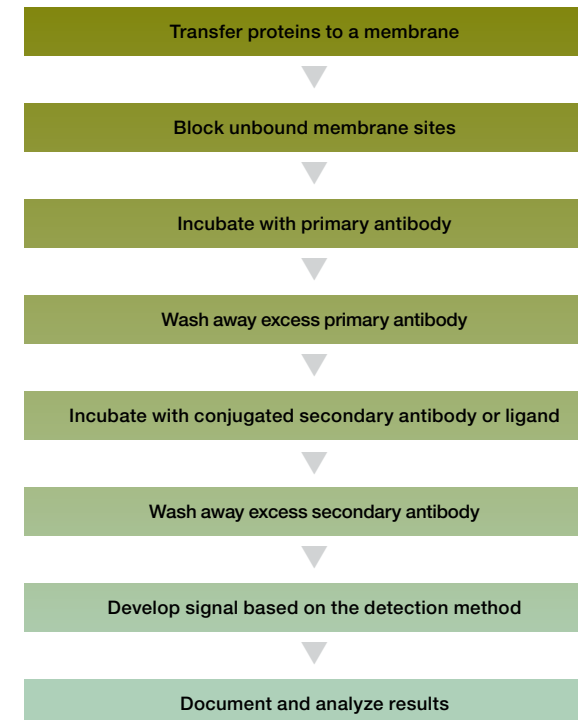 Transfer proteins to a membrane
Block unbound membrane sites
Incubate with primary antibody
Wash away excess primary antibody
Incubate with conjugated secondary antibody or ligand
Wash away excess secondary antibody
Develop signal based on the detection method
Document and analyze results